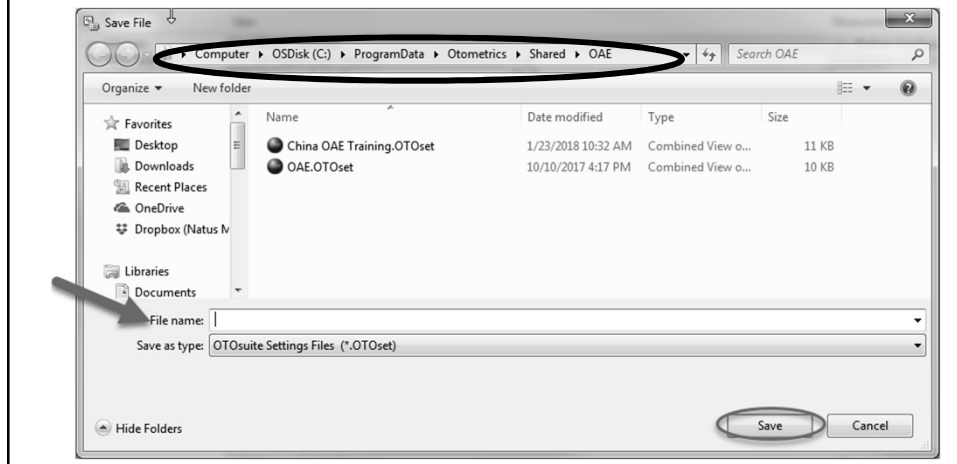 Save File
Computer ▸ OSDisk (C:) ▸ ProgramData ▸ Otometrics ▸ Shared ▸ OAE
Search OAE
Organize ▾ New folder
Name Date modified Type Size
China OAE Training.OTOset 1/23/2018 10:32 AM Combined View o... 11 KB
OAE.OTOset 10/10/2017 4:17 PM Combined View o... 10 KB
Favorites
Desktop
Downloads
Recent Places
OneDrive
Dropbox (Natus M
Libraries
Documents
File name:
Save as type: OTOsuite Settings Files (*.OTOset)
Hide Folders
Save Cancel